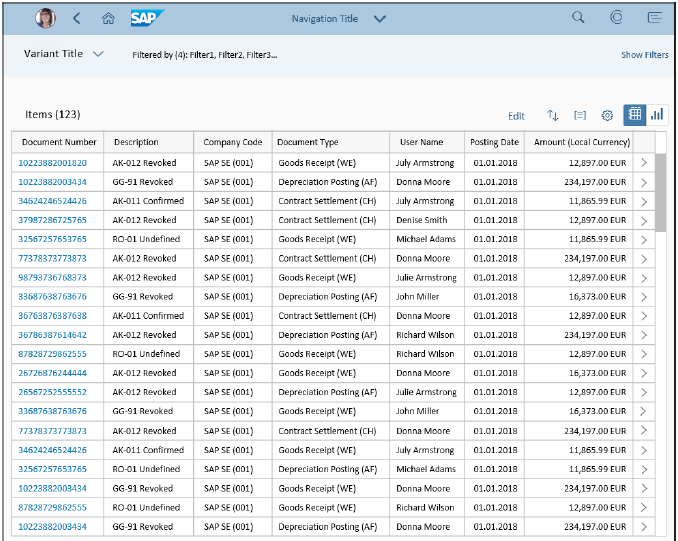 SAP Navigation Title
Variant Title Filtered by (4): Filter1, Filter2, Filter3... Show Filters
Items (123) Edit
Document Number Description Company Code Document Type User Name Posting Date Amount (Local Currency)
10223882001820 AK-012 Revoked SAP SE (001) Goods Receipt (WE) July Armstrong 01.01.2018 12,897.00 EUR
10223882003434 GG-91 Revoked SAP SE (001) Depreciation Posting (AF) Donna Moore 01.01.2018 234,197.00 EUR
34624246524426 AK-011 Confirmed SAP SE (001) Contract Settlement (CH) July Armstrong 01.01.2018 11,865.99 EUR
37987286725765 AK-012 Revoked SAP SE (001) Contract Settlement (CH) Denise Smith 01.01.2018 12,897.00 EUR
32567257653765 RO-01 Undefined SAP SE (001) Goods Receipt (WE) Michael Adams 01.01.2018 11,865.99 EUR
77378373773873 AK-012 Revoked SAP SE (001) Contract Settlement (CH) Donna Moore 01.01.2018 234,197.00 EUR
98793736768373 AK-012 Revoked SAP SE (001) Goods Receipt (WE) Julie Armstrong 01.01.2018 12,897.00 EUR
33687638763676 GG-91 Revoked SAP SE (001) Depreciation Posting (AF) John Miller 01.01.2018 16,373.00 EUR
36763876387638 AK-011 Confirmed SAP SE (001) Contract Settlement (CH) Donna Moore 01.01.2018 12,897.00 EUR
36786387614642 AK-012 Revoked SAP SE (001) Depreciation Posting (AF) Richard Wilson 01.01.2018 234,197.00 EUR
87828729862555 RO-01 Undefined SAP SE (001) Goods Receipt (WE) Richard Wilson 01.01.2018 12,897.00 EUR
26726876244444 AK-012 Revoked SAP SE (001) Goods Receipt (WE) Donna Moore 01.01.2018 16,373.00 EUR
26567252555552 AK-012 Revoked SAP SE (001) Depreciation Posting (AF) Julie Armstrong 01.01.2018 12,897.00 EUR
33687638763676 GG-91 Revoked SAP SE (001) Goods Receipt (WE) John Miller 01.01.2018 16,373.00 EUR
77378373773873 AK-012 Revoked SAP SE (001) Contract Settlement (CH) Donna Moore 01.01.2018 234,197.00 EUR
34624246524426 AK-011 Confirmed SAP SE (001) Goods Receipt (WE) July Armstrong 01.01.2018 11,865.99 EUR
32567257653765 RO-01 Undefined SAP SE (001) Depreciation Posting (AF) Michael Adams 01.01.2018 11,865.99 EUR
10223882003434 GG-91 Revoked SAP SE (001) Goods Receipt (WE) Donna Moore 01.01.2018 234,197.00 EUR
87828729862555 RO-01 Undefined SAP SE (001) Goods Receipt (WE) Richard Wilson 01.01.2018 12,897.00 EUR
10223882003434 GG-91 Revoked SAP SE (001) Depreciation Posting (AF) Donna Moore 01.01.2018 234,197.00 EUR